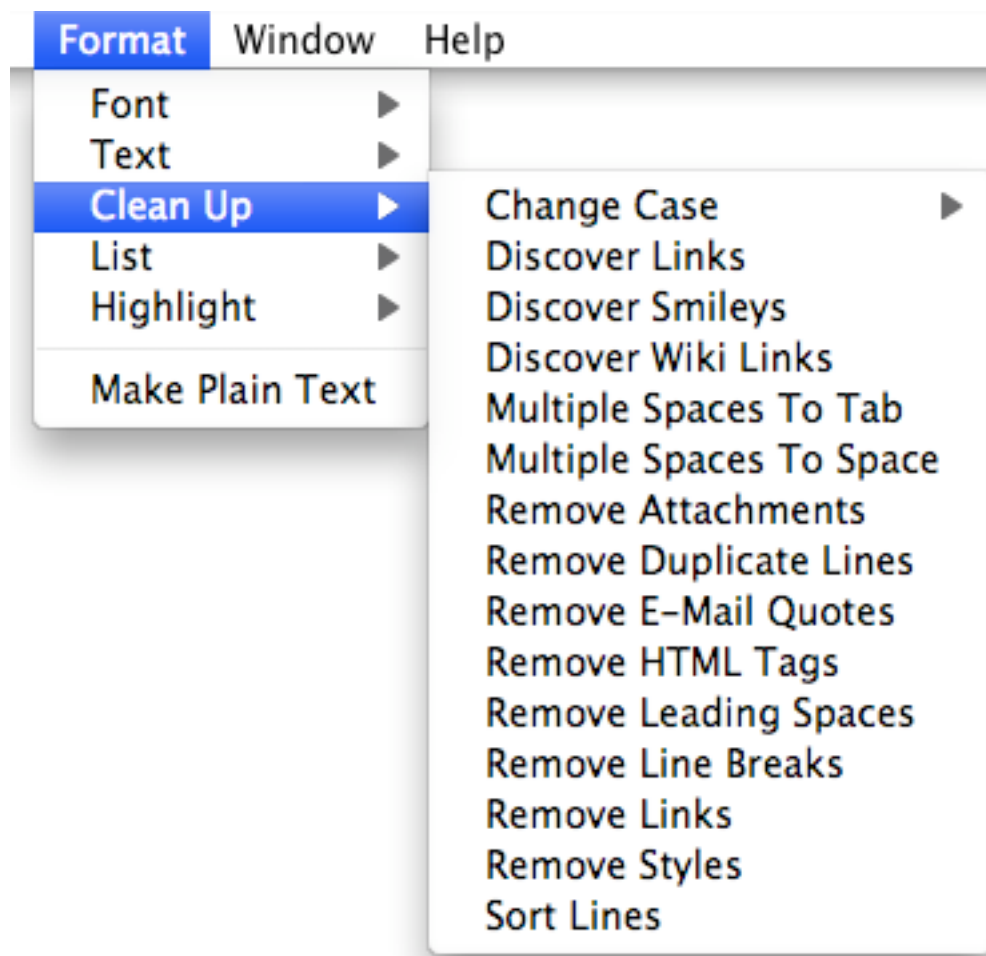 Format Window Help
Font
Text
Clean Up
List
Highlight
Make Plain Text
Change Case
Discover Links
Discover Smileys
Discover Wiki Links
Multiple Spaces To Tab
Multiple Spaces To Space
Remove Attachments
Remove Duplicate Lines
Remove E-Mail Quotes
Remove HTML Tags
Remove Leading Spaces
Remove Line Breaks
Remove Links
Remove Styles
Sort Lines